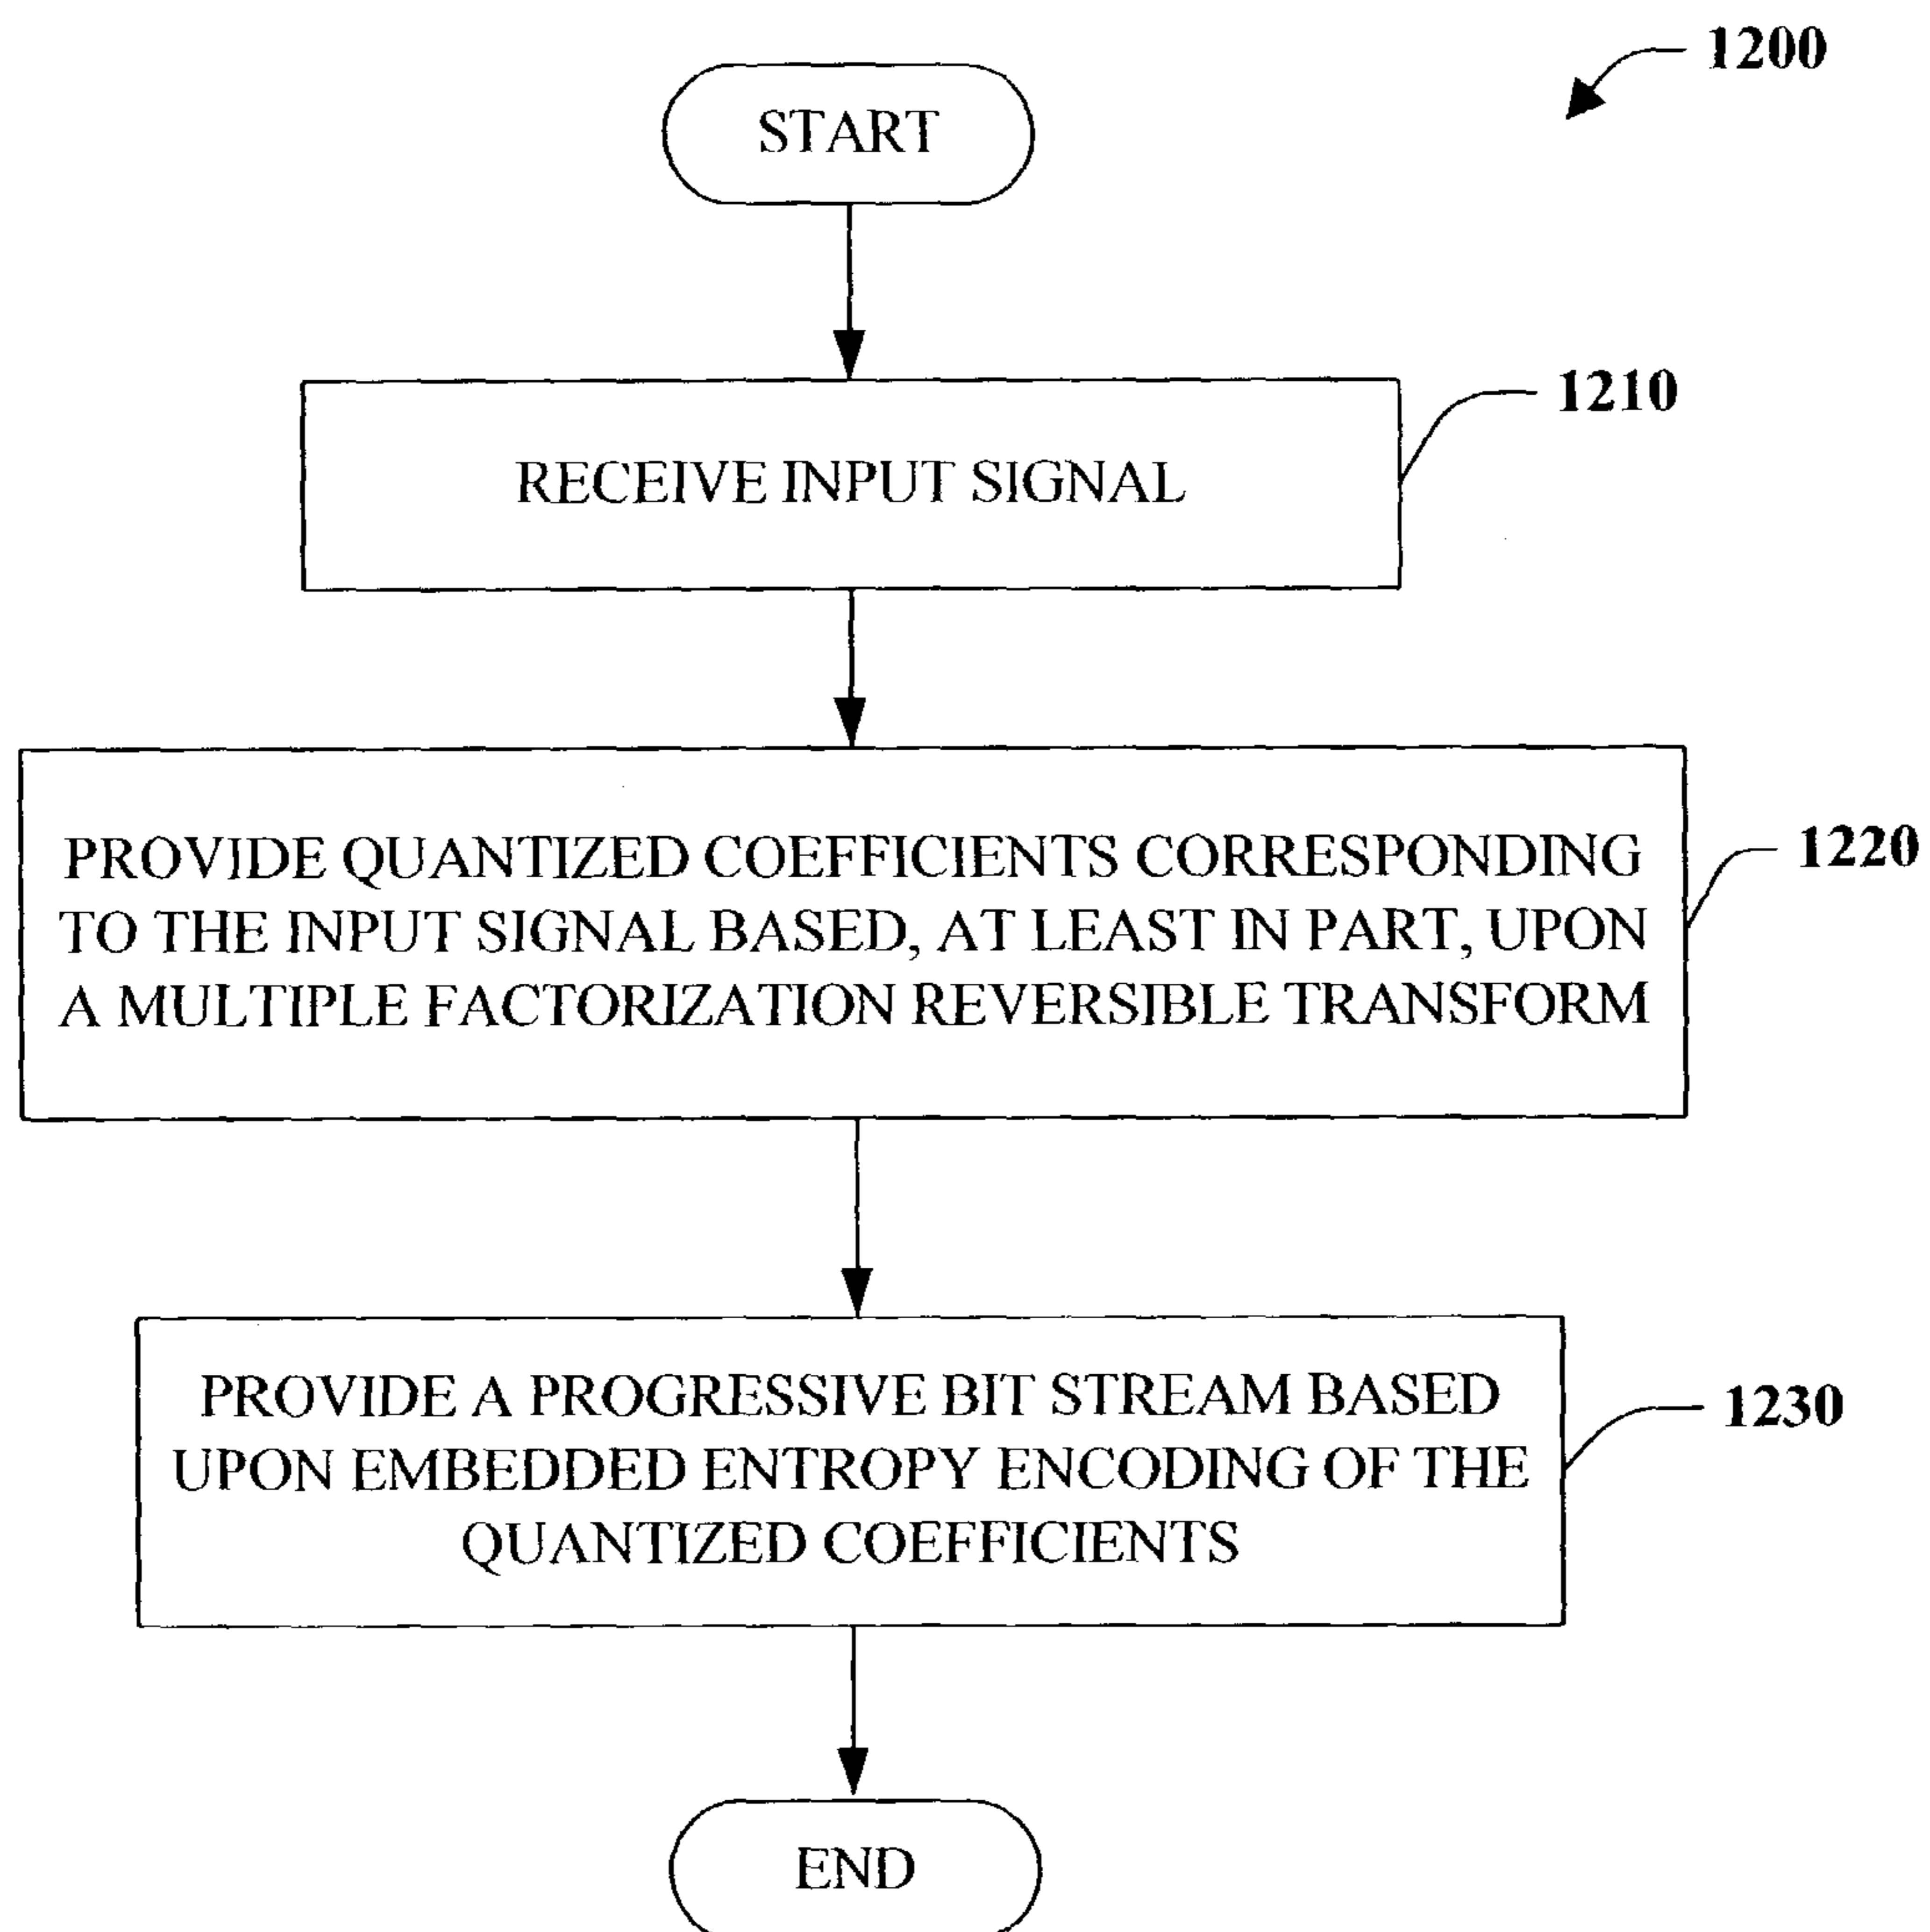 1200
START
1210
RECEIVE INPUT SIGNAL
PROVIDE QUANTIZED COEFFICIENTS CORRESPONDING
TO THE INPUT SIGNAL BASED, AT LEAST IN PART, UPON
A MULTIPLE FACTORIZATION REVERSIBLE TRANSFORM
1220
PROVIDE A PROGRESSIVE BIT STREAM BASED
UPON EMBEDDED ENTROPY ENCODING OF THE
QUANTIZED COEFFICIENTS
1230
END